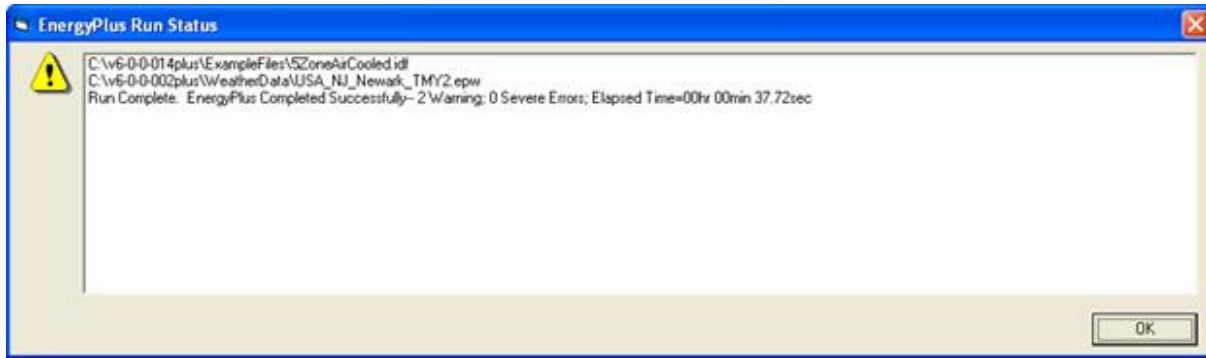 EnergyPlus Run Status
C:\v6-0-0-014plus\ExampleFiles\5ZoneAirCooled.idf
C:\v6-0-0-002plus\WeatherData\USA_NJ_Newark_TMY2.epw
Run Complete. EnergyPlus Completed Successfully-- 2 Warning; 0 Severe Errors; Elapsed Time=00hr 00min 37.72sec
OK